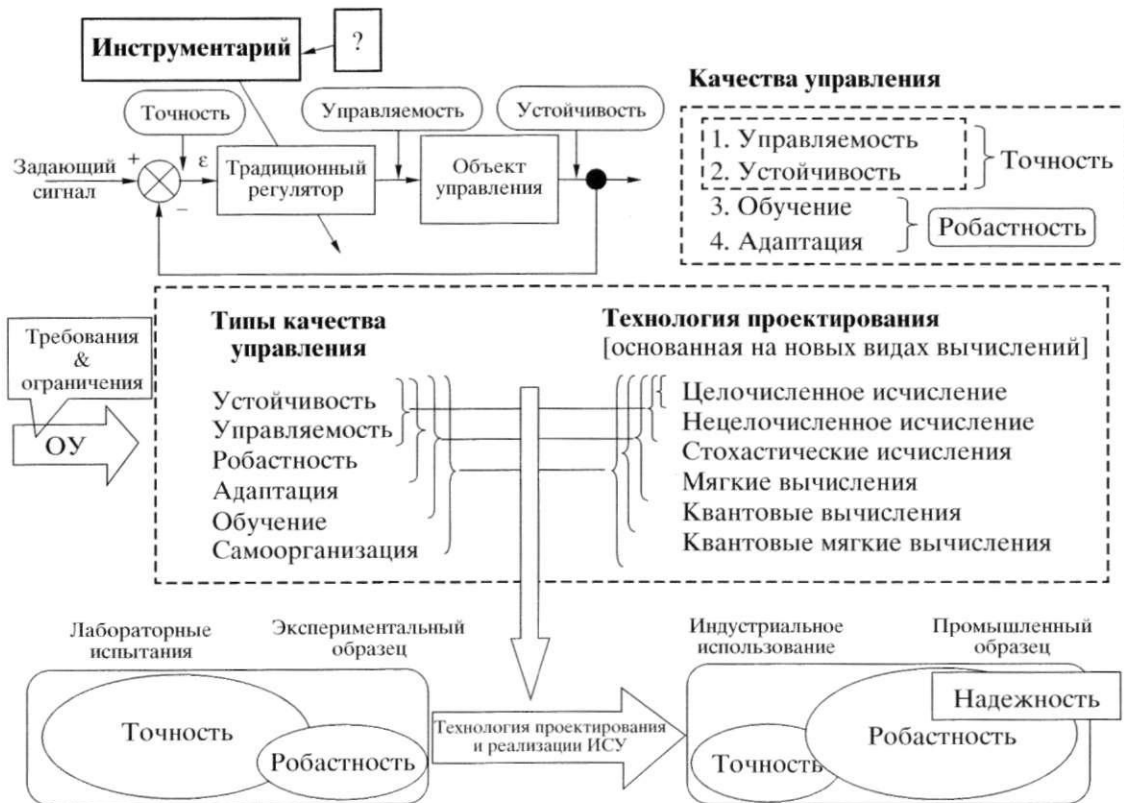 Инструментарий
?
Точность
Управляемость
Устойчивость
Задающий
сигнал
+
ε
−
Традиционный
регулятор
Объект
управления
Качества управления
1. Управляемость
2. Устойчивость
Точность
3. Обучение
4. Адаптация
Робастность
Требования
&
ограничения
ОУ
Типы качества
управления
Устойчивость
Управляемость
Робастность
Адаптация
Обучение
Самоорганизация
Технология проектирования
[основанная на новых видах вычислений]
Целочисленное исчисление
Нецелочисленное исчисление
Стохастические исчисления
Мягкие вычисления
Квантовые вычисления
Квантовые мягкие вычисления
Лабораторные
испытания
Экспериментальный
образец
Точность
Робастность
Технология проектирования
и реализации ИСУ
Индустриальное
использование
Промышленный
образец
Надежность
Робастность
Точность